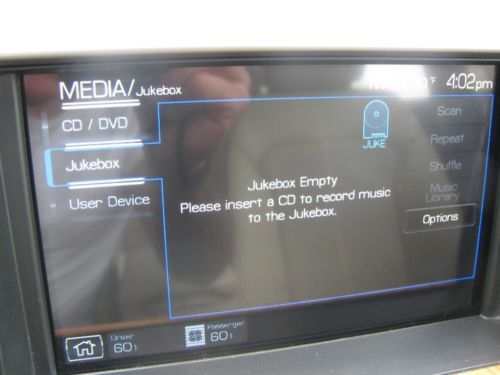 MEDIA/Jukebox
°F 4:02pm
CD / DVD
Jukebox
User Device
JUKE
Jukebox Empty
Please insert a CD to record music
to the Jukebox.
Scan
Repeat
Shuffle
Music
Library
Options
Driver
60
Passenger
60